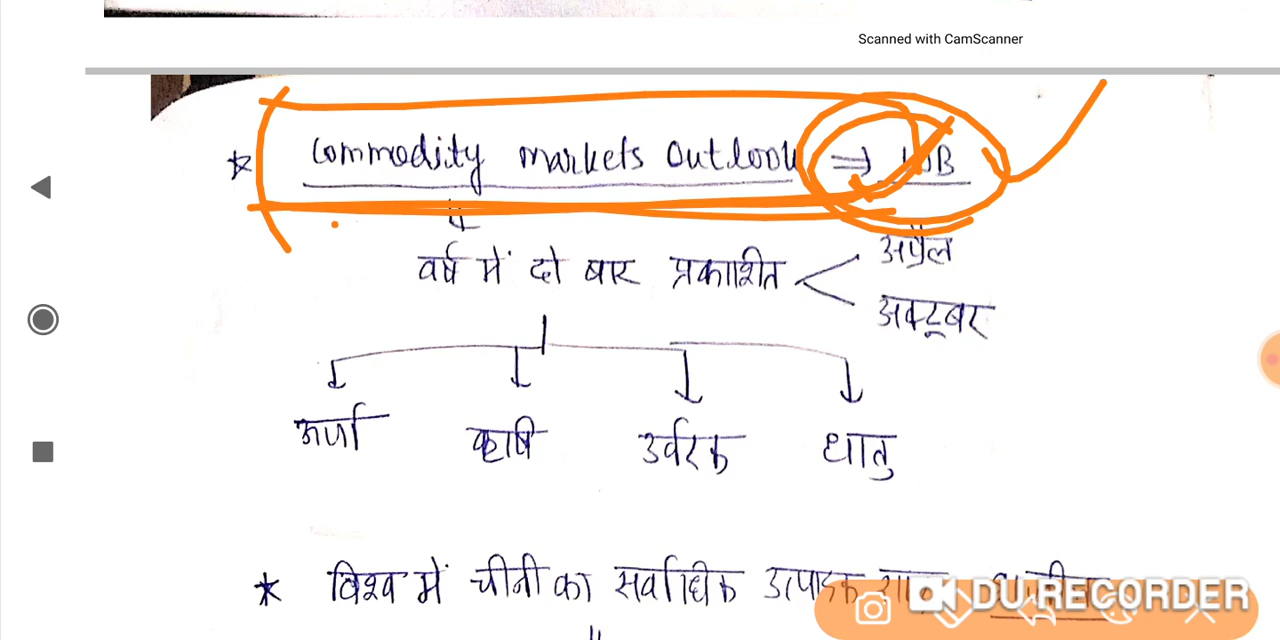 Scanned with CamScanner
* Commodity markets Outlook ⇒ WB
वर्ष में दो बार प्रकाशीत < अप्रैल
अक्टूबर
ऊर्जा कृषि उर्वरक धातु
* विश्व में चीनी का सर्वाधिक उत्पादक
DU RECORDER